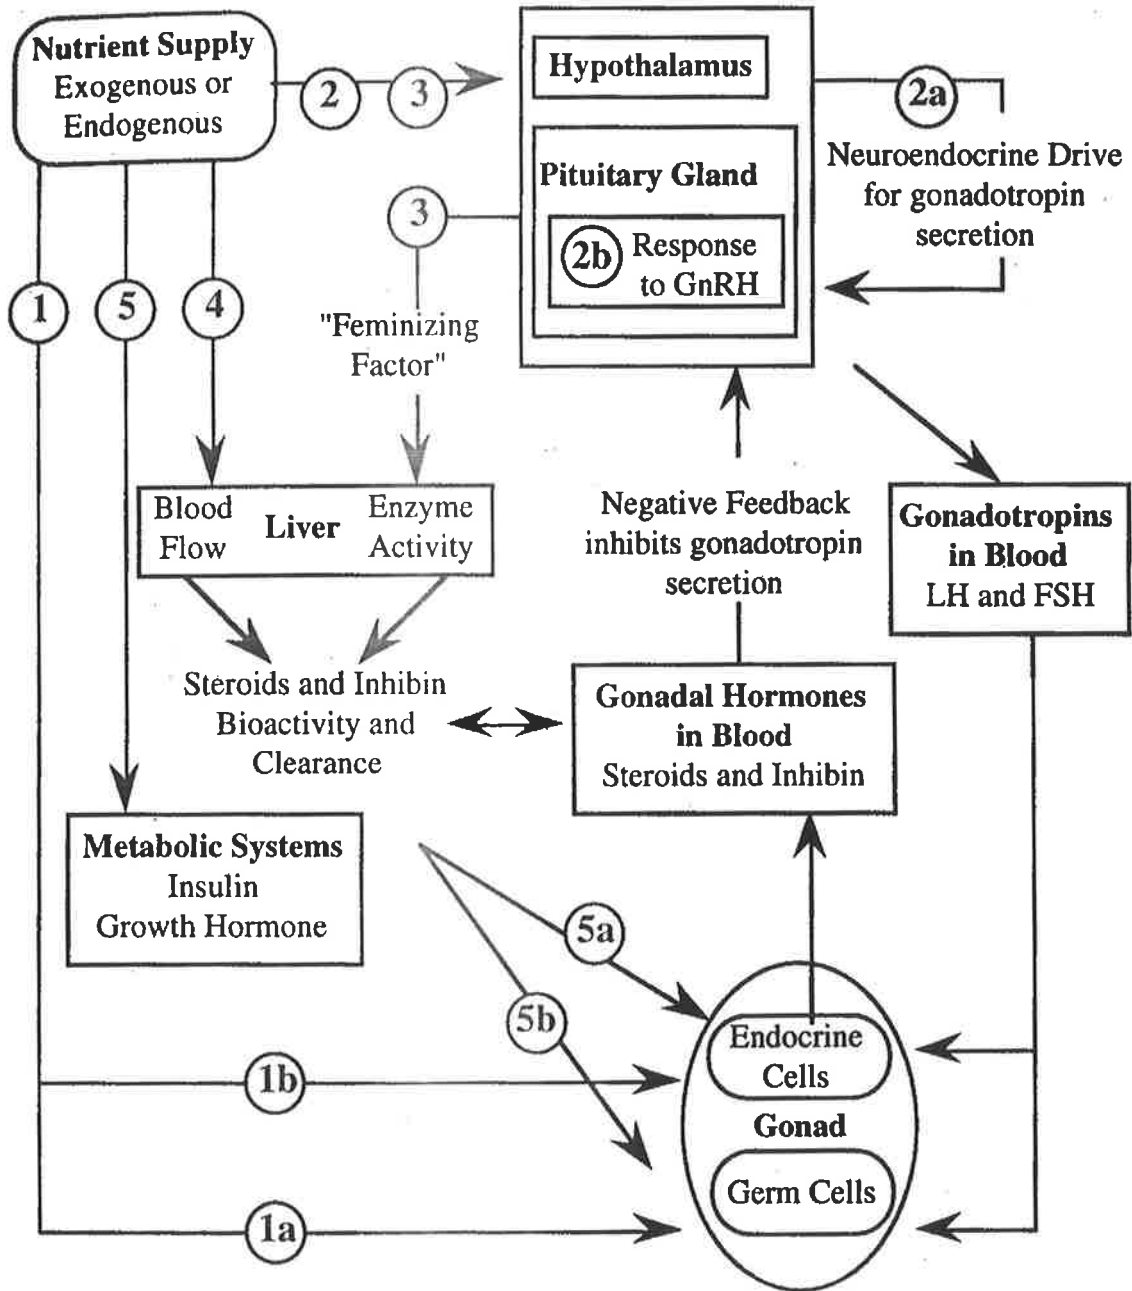 Nutrient Supply
Exogenous or
Endogenous
2
3
Hypothalamus
2a
Neuroendocrine Drive
for gonadotropin
secretion
Pituitary Gland
2b Response
to GnRH
3
"Feminizing
Factor"
1
5
4
Blood
Flow
Liver
Enzyme
Activity
Negative Feedback
inhibits gonadotropin
secretion
Gonadotropins
in Blood
LH and FSH
Steroids and Inhibin
Bioactivity and
Clearance
Gonadal Hormones
in Blood
Steroids and Inhibin
Metabolic Systems
Insulin
Growth Hormone
5a
5b
1b
1a
Endocrine
Cells
Gonad
Germ Cells